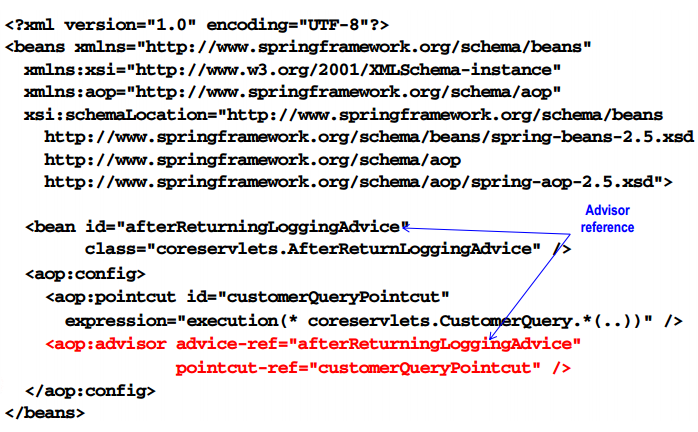 <?xml version="1.0" encoding="UTF-8"?>
<beans xmlns="http://www.springframework.org/schema/beans"
xmlns:xsi="http://www.w3.org/2001/XMLSchema-instance"
xmlns:aop="http://www.springframework.org/schema/aop"
xsi:schemaLocation="http://www.springframework.org/schema/beans
http://www.springframework.org/schema/beans/spring-beans-2.5.xsd
http://www.springframework.org/schema/aop
http://www.springframework.org/schema/aop/spring-aop-2.5.xsd">
Advisor
reference
<bean id="afterReturningLoggingAdvice"
class="coreservlets.AfterReturnLoggingAdvice" />
<aop:config>
<aop:pointcut id="customerQueryPointcut"
expression="execution(* coreservlets.CustomerQuery.*(..))" />
<aop:advisor advice-ref="afterReturningLoggingAdvice"
pointcut-ref="customerQueryPointcut" />
</aop:config>
</beans>